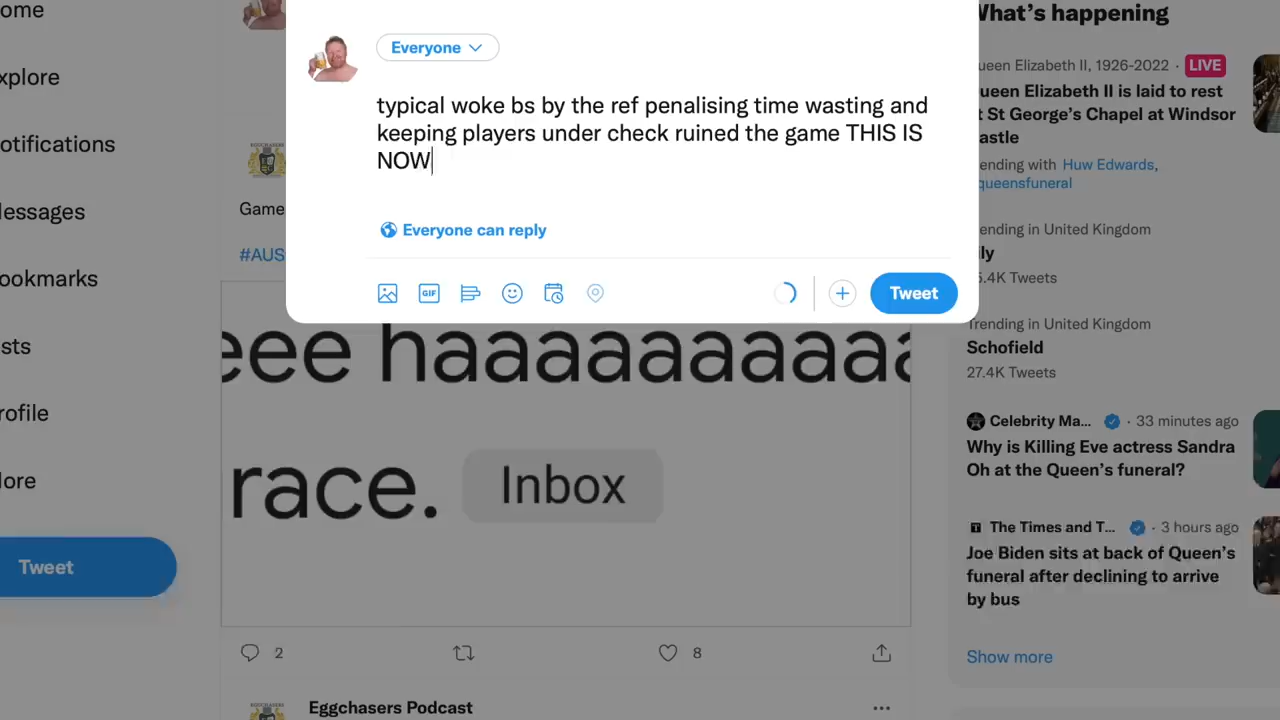 ome
xplore
otifications
lessages
ookmarks
sts
rofile
lore
Tweet
Game
#AUS
Everyone
typical woke bs by the ref penalising time wasting and
keeping players under check ruined the game THIS IS
NOW
Everyone can reply
GIF
Tweet
eee haaaaaaaaaa
race. Inbox
2
8
Eggchasers Podcast
What's happening
ueen Elizabeth II, 1926-2022 · LIVE
ueen Elizabeth II is laid to rest
t St George's Chapel at Windsor
astle
ending with Huw Edwards,
queensfuneral
ending in United Kingdom
lly
5.4K Tweets
Trending in United Kingdom
Schofield
27.4K Tweets
Celebrity Ma... · 33 minutes ago
Why is Killing Eve actress Sandra
Oh at the Queen's funeral?
The Times and T... · 3 hours ago
Joe Biden sits at back of Queen's
funeral after declining to arrive
by bus
Show more